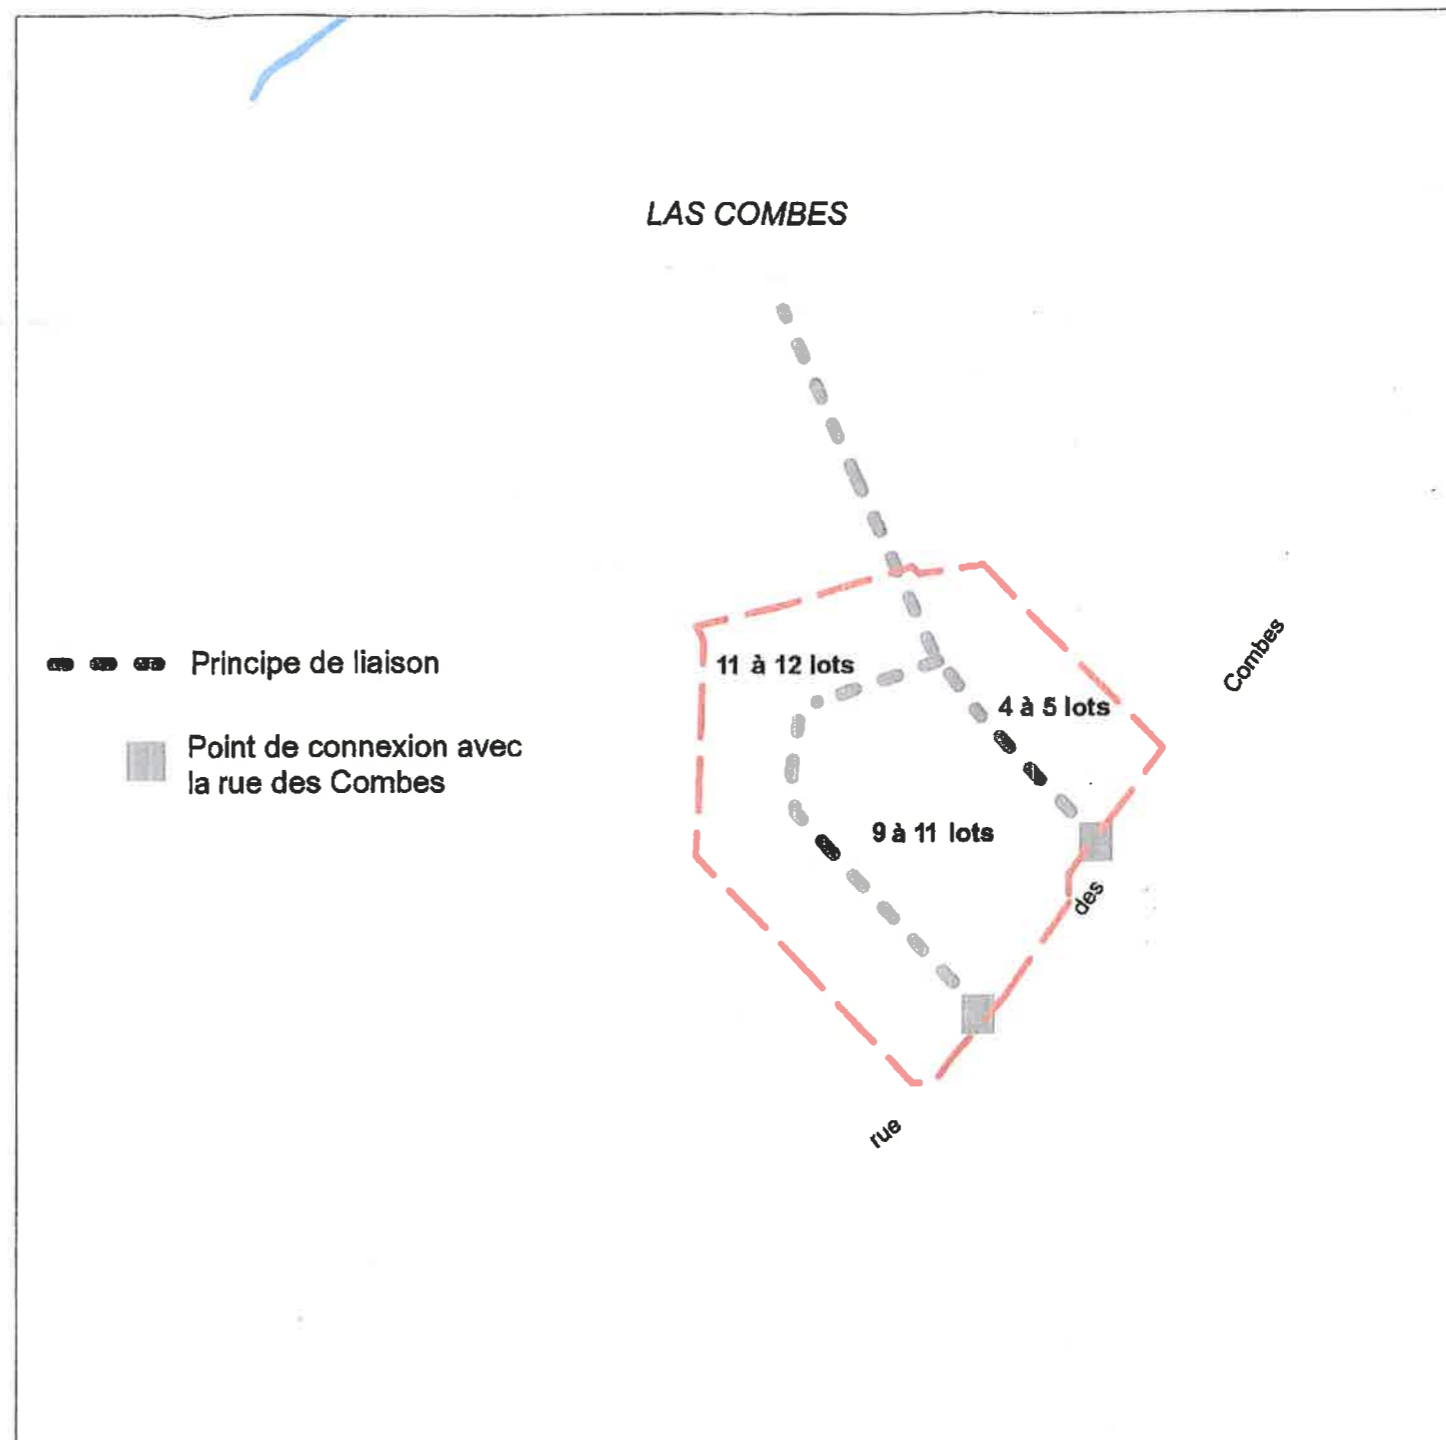 LAS COMBES
Principe de liaison
Point de connexion avec
la rue des Combes
11 à 12 lots
4 à 5 lots
9 à 11 lots
rue
des
Combes